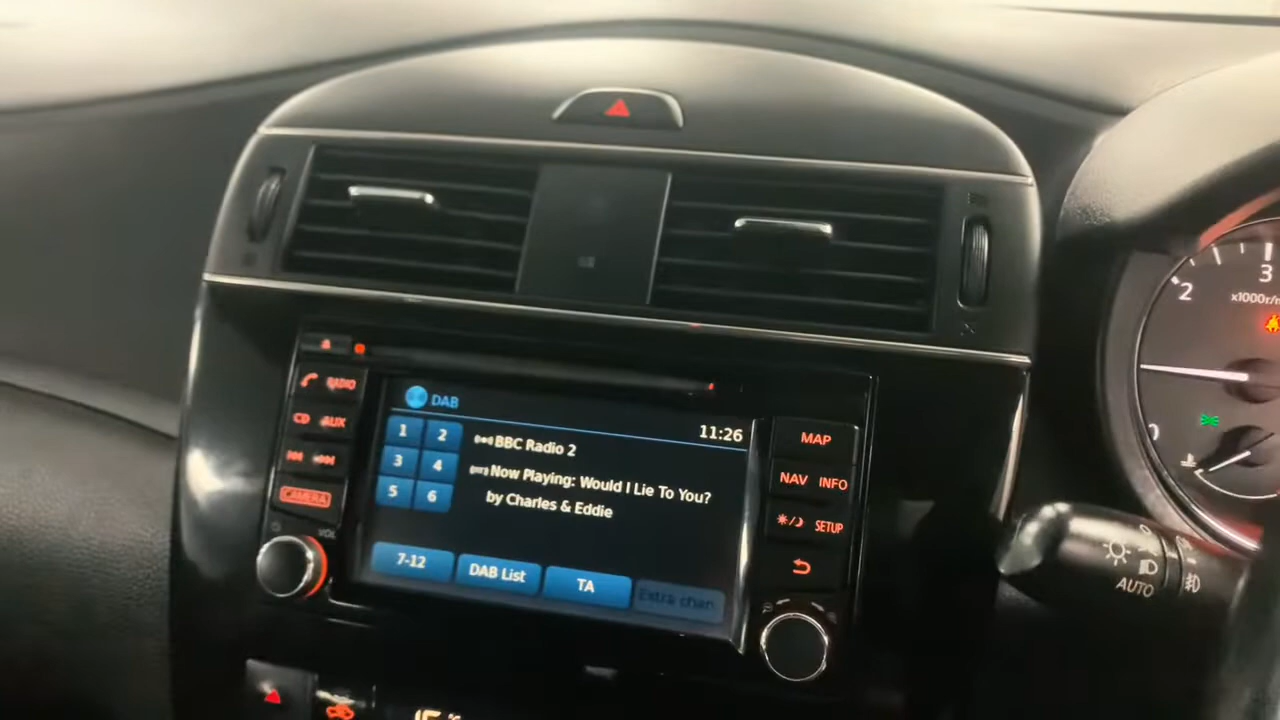 RADIO
CD AUX
CAMERA
VOL
DAB
11:26
1 2
3 4
5 6
BBC Radio 2
Now Playing: Would I Lie To You?
by Charles & Eddie
7-12
DAB List
TA
Extra chan.
MAP
NAV INFO
SETUP
2
3
x1000r/m
0
AUTO